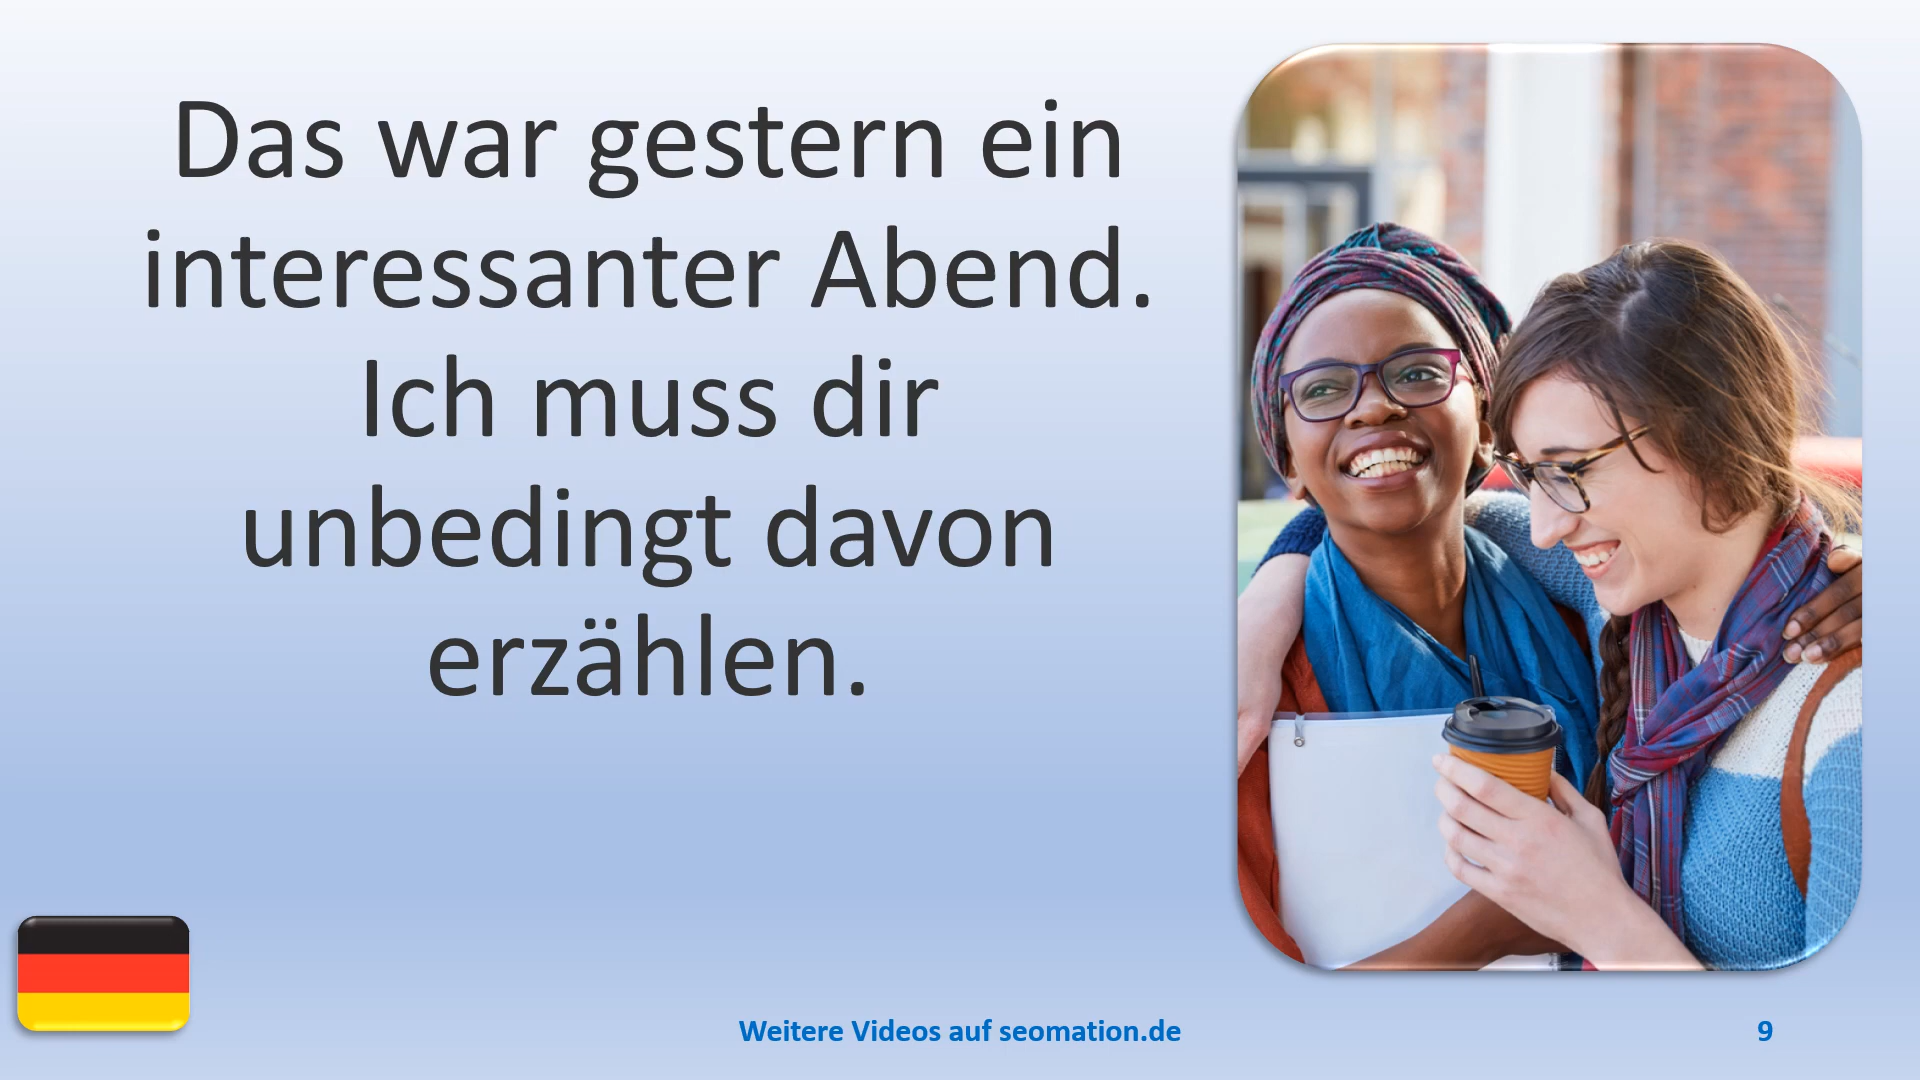 Das war gestern ein
interessanter Abend.
Ich muss dir
unbedingt davon
erzählen.
Weitere Videos auf seomation.de
9